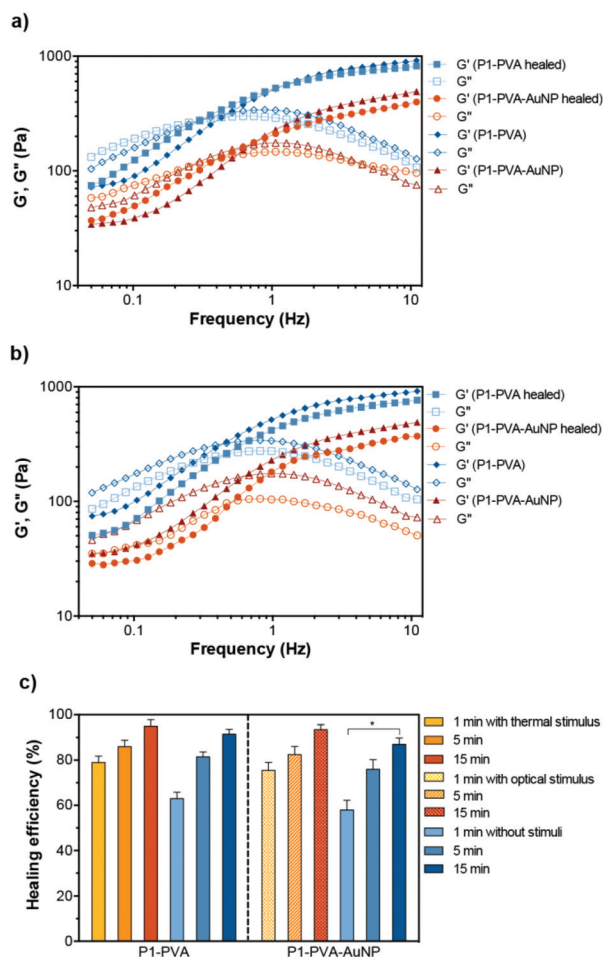 a)
1000
100
10
G', G" (Pa)
0.1 1 10
Frequency (Hz)
G' (P1-PVA healed)
G"
G' (P1-PVA-AuNP healed)
G"
G' (P1-PVA)
G"
G' (P1-PVA-AuNP)
G"
b)
1000
100
10
G', G" (Pa)
0.1 1 10
Frequency (Hz)
G' (P1-PVA healed)
G"
G' (P1-PVA-AuNP healed)
G"
G' (P1-PVA)
G"
G' (P1-PVA-AuNP)
G"
c)
100
80
60
40
20
0
Healing efficiency (%)
*
P1-PVA P1-PVA-AuNP
1 min with thermal stimulus
5 min
15 min
1 min with optical stimulus
5 min
15 min
1 min without stimuli
5 min
15 min